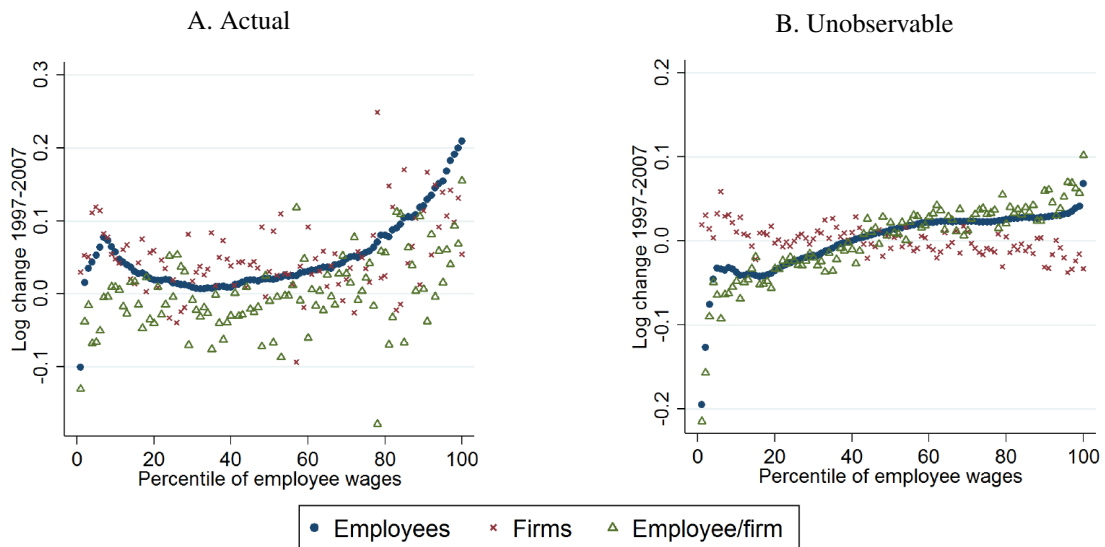 A. Actual
B. Unobservable
Log change 1997-2007
0.3
0.2
0.1
0.0
-0.1
0 20 40 60 80 100
Percentile of employee wages
Log change 1997-2007
0.2
0.1
0.0
-0.1
-0.2
0 20 40 60 80 100
Percentile of employee wages
Employees Firms Employee/firm